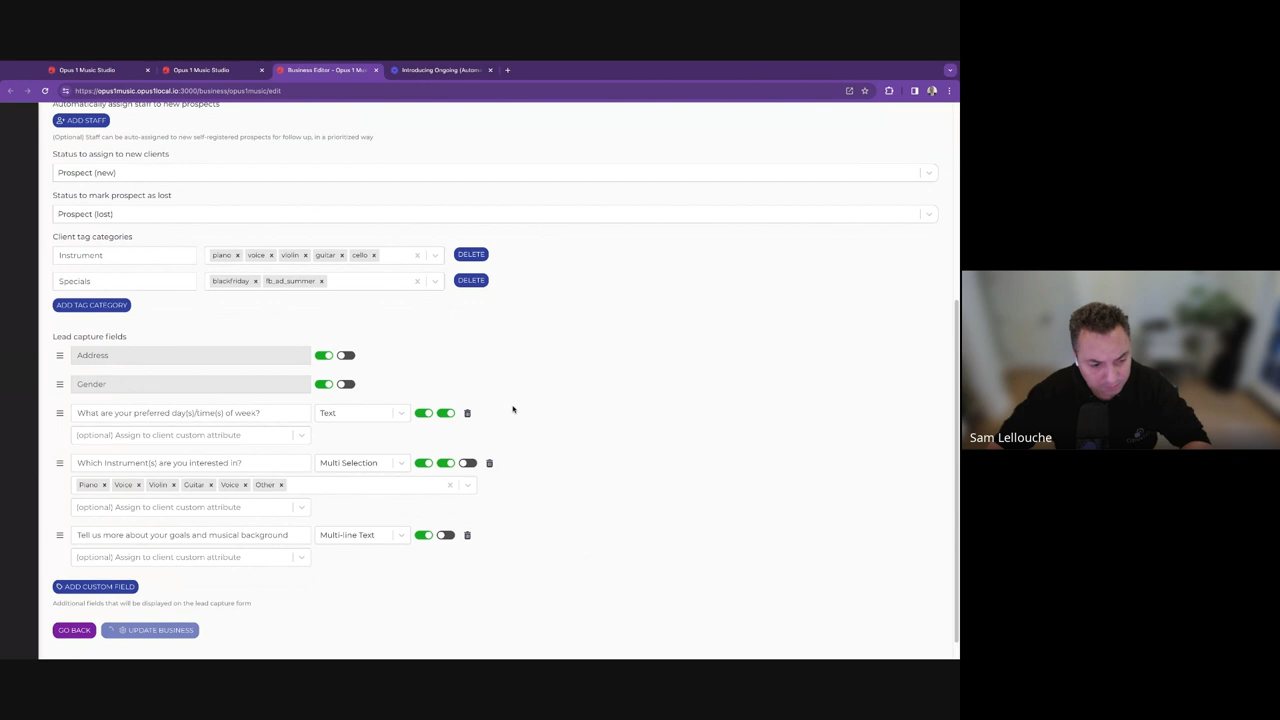 Opus 1 Music Studio
Opus 1 Music Studio
Business Editor - Opus 1 Mu
Introducing Ongoing (Autom
https://opus1music.opus1local.io:3000/business/opus1music/edit
Automatically assign staff to new prospects
ADD STAFF
(Optional) Staff can be auto-assigned to new self-registered prospects for follow up, in a prioritized way
Status to assign to new clients
Prospect (new)
Status to mark prospect as lost
Prospect (lost)
Client tag categories
Instrument piano × voice × violin × guitar × cello × DELETE
Specials blackfriday × fb_ad_summer × DELETE
ADD TAG CATEGORY
Lead capture fields
Address
Gender
What are your preferred day(s)/time(s) of week? Text
(optional) Assign to client custom attribute
Which Instrument(s) are you interested in? Multi Selection
Piano × Voice × Violin × Guitar × Voice × Other ×
(optional) Assign to client custom attribute
Tell us more about your goals and musical background Multi-line Text
(optional) Assign to client custom attribute
ADD CUSTOM FIELD
Additional fields that will be displayed on the lead capture form
GO BACK UPDATE BUSINESS
Sam Lellouche